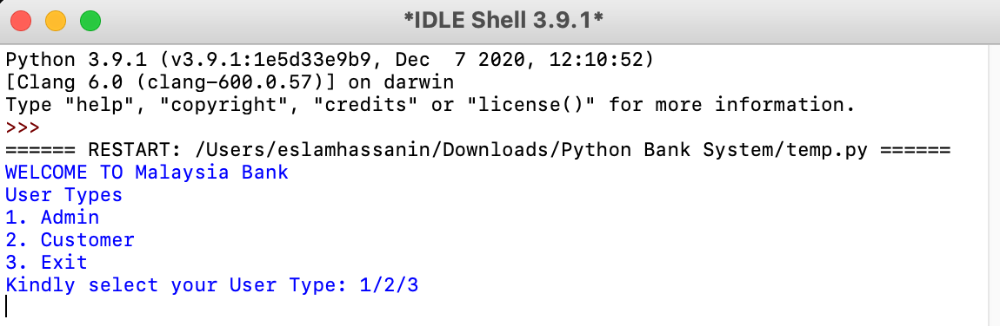 *IDLE Shell 3.9.1*
Python 3.9.1 (v3.9.1:1e5d33e9b9, Dec  7 2020, 12:10:52)
[Clang 6.0 (clang-600.0.57)] on darwin
Type "help", "copyright", "credits" or "license()" for more information.
>>>
====== RESTART: /Users/eslamhassanin/Downloads/Python Bank System/temp.py ======
WELCOME TO Malaysia Bank
User Types
1. Admin
2. Customer
3. Exit
Kindly select your User Type: 1/2/3